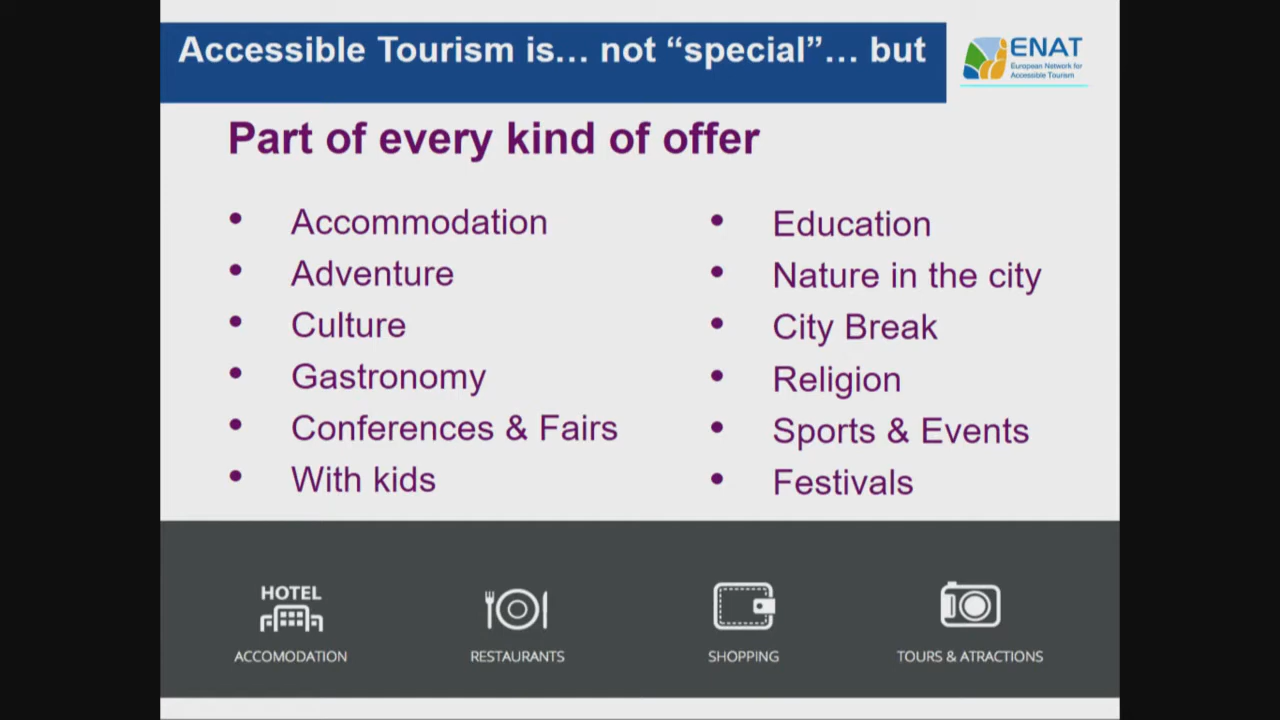 Accessible Tourism is… not “special”… but
ENAT
European Network for
Accessible Tourism
Part of every kind of offer
• Accommodation
• Adventure
• Culture
• Gastronomy
• Conferences & Fairs
• With kids
• Education
• Nature in the city
• City Break
• Religion
• Sports & Events
• Festivals
HOTEL
ACCOMODATION
RESTAURANTS
SHOPPING
TOURS & ATRACTIONS